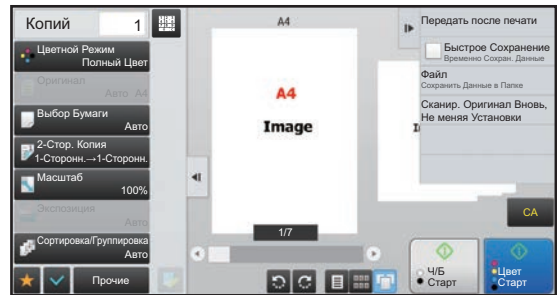 Копий 1
Цветной Режим
Полный Цвет
Оригинал
Авто A4
Выбор Бумаги
Авто
2-Стор. Копия
1-Сторонн.→1-Сторонн.
Масштаб
100%
Экспозиция
Авто
Сортировка/Группировка
Авто
Прочие
A4
A4
Image
1/7
Передать после печати
Быстрое Сохранение
Временно Сохран. Данные
Файл
Сохранить Данные в Папке
Сканир. Оригинал Вновь,
Не меняя Установки
CA
Ч/Б
Старт
Цвет
Старт